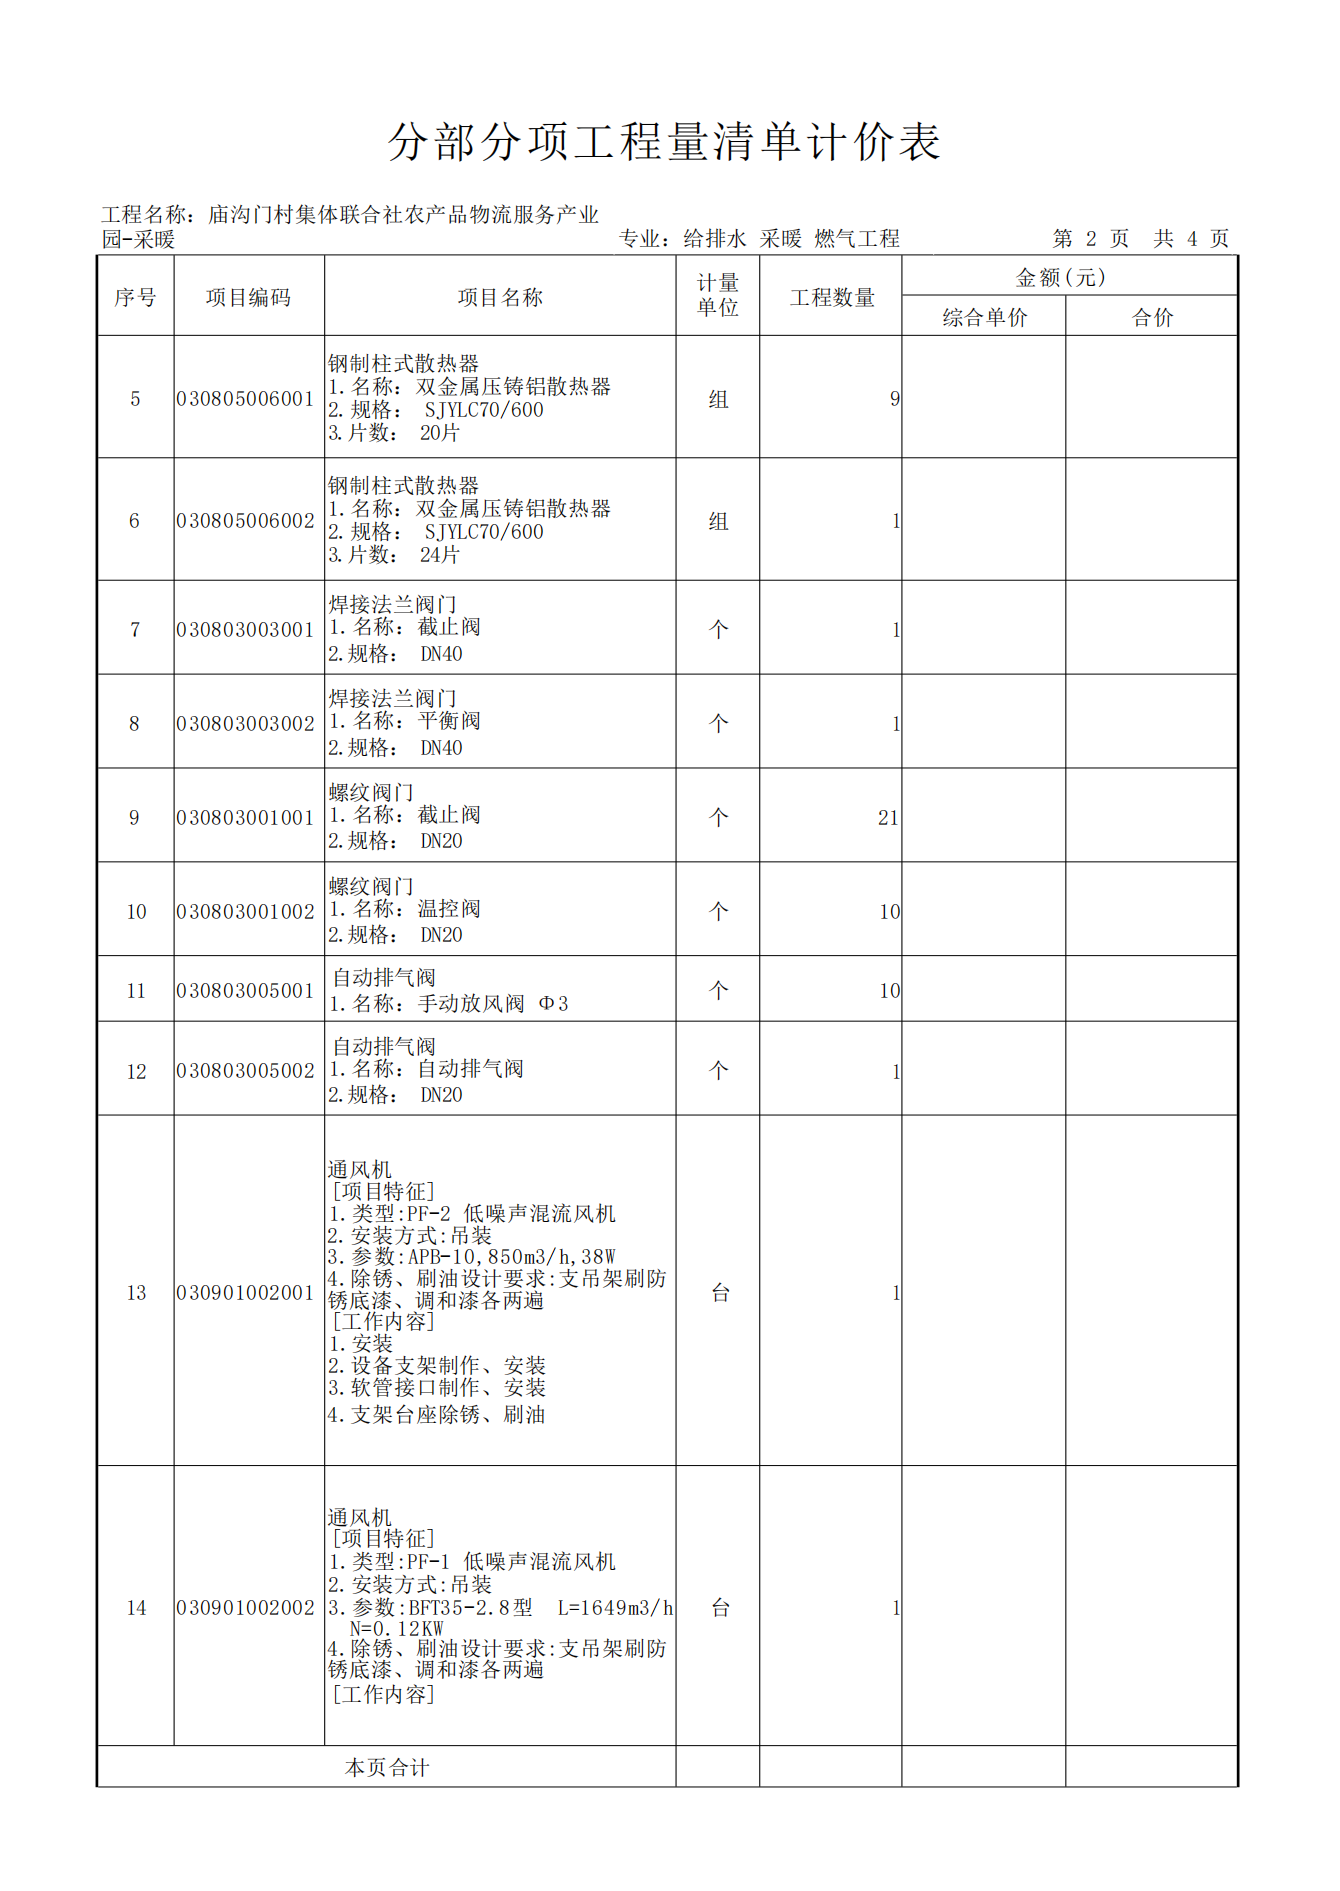 分部分项工程量清单计价表
工程名称：庙沟门村集体联合社农产品物流服务产业
园-采暖
专业：给排水 采暖 燃气工程
第 2 页 共 4 页
序号 项目编码 项目名称 计量单位 工程数量 金额(元)
综合单价 合价
钢制柱式散热器
1.名称：双金属压铸铝散热器
5 030805006001 组 9
2.规格： SJYLC70/600
3.片数： 20片
钢制柱式散热器
1.名称：双金属压铸铝散热器
6 030805006002 组 1
2.规格： SJYLC70/600
3.片数： 24片
焊接法兰阀门
7 030803003001 1.名称：截止阀 个 1
2.规格： DN40
焊接法兰阀门
8 030803003002 1.名称：平衡阀 个 1
2.规格： DN40
螺纹阀门
9 030803001001 1.名称：截止阀 个 21
2.规格： DN20
螺纹阀门
10 030803001002 1.名称：温控阀 个 10
2.规格： DN20
自动排气阀
11 030803005001 个 10
1.名称：手动放风阀 Φ3
自动排气阀
12 030803005002 1.名称：自动排气阀 个 1
2.规格： DN20
通风机
[项目特征]
1.类型:PF-2 低噪声混流风机
2.安装方式:吊装
3.参数:APB-10,850m3/h,38W
4.除锈、刷油设计要求:支吊架刷防
13 030901002001 台 1
锈底漆、调和漆各两遍
[工作内容]
1.安装
2.设备支架制作、安装
3.软管接口制作、安装
4.支架台座除锈、刷油
通风机
[项目特征]
1.类型:PF-1 低噪声混流风机
2.安装方式:吊装
14 030901002002 3.参数:BFT35-2.8型 L=1649m3/h 台 1
N=0.12KW
4.除锈、刷油设计要求:支吊架刷防
锈底漆、调和漆各两遍
[工作内容]
本页合计